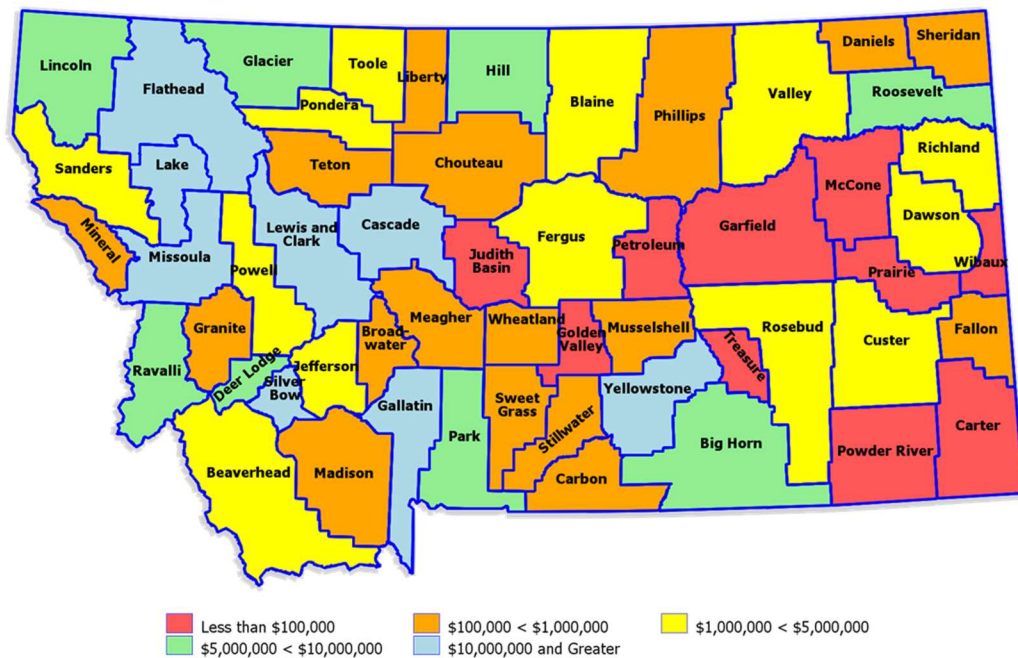 Lincoln
Flathead
Glacier
Toole
Liberty
Hill
Blaine
Phillips
Valley
Daniels
Sheridan
Roosevelt
Pondera
Richland
Sanders
Lake
Teton
Chouteau
McCone
Dawson
Mineral
Missoula
Powell
Lewis and
Clark
Cascade
Judith
Basin
Fergus
Petroleum
Garfield
Prairie
Wibaux
Granite
Broad-
water
Meagher
Wheatland
Golden
Valley
Musselshell
Treasure
Rosebud
Custer
Fallon
Ravalli
Deer Lodge
Silver
Bow
Jefferson
Gallatin
Park
Sweet
Grass
Stillwater
Yellowstone
Big Horn
Powder River
Carter
Beaverhead
Madison
Carbon
Less than $100,000
$100,000 < $1,000,000
$1,000,000 < $5,000,000
$5,000,000 < $10,000,000
$10,000,000 and Greater